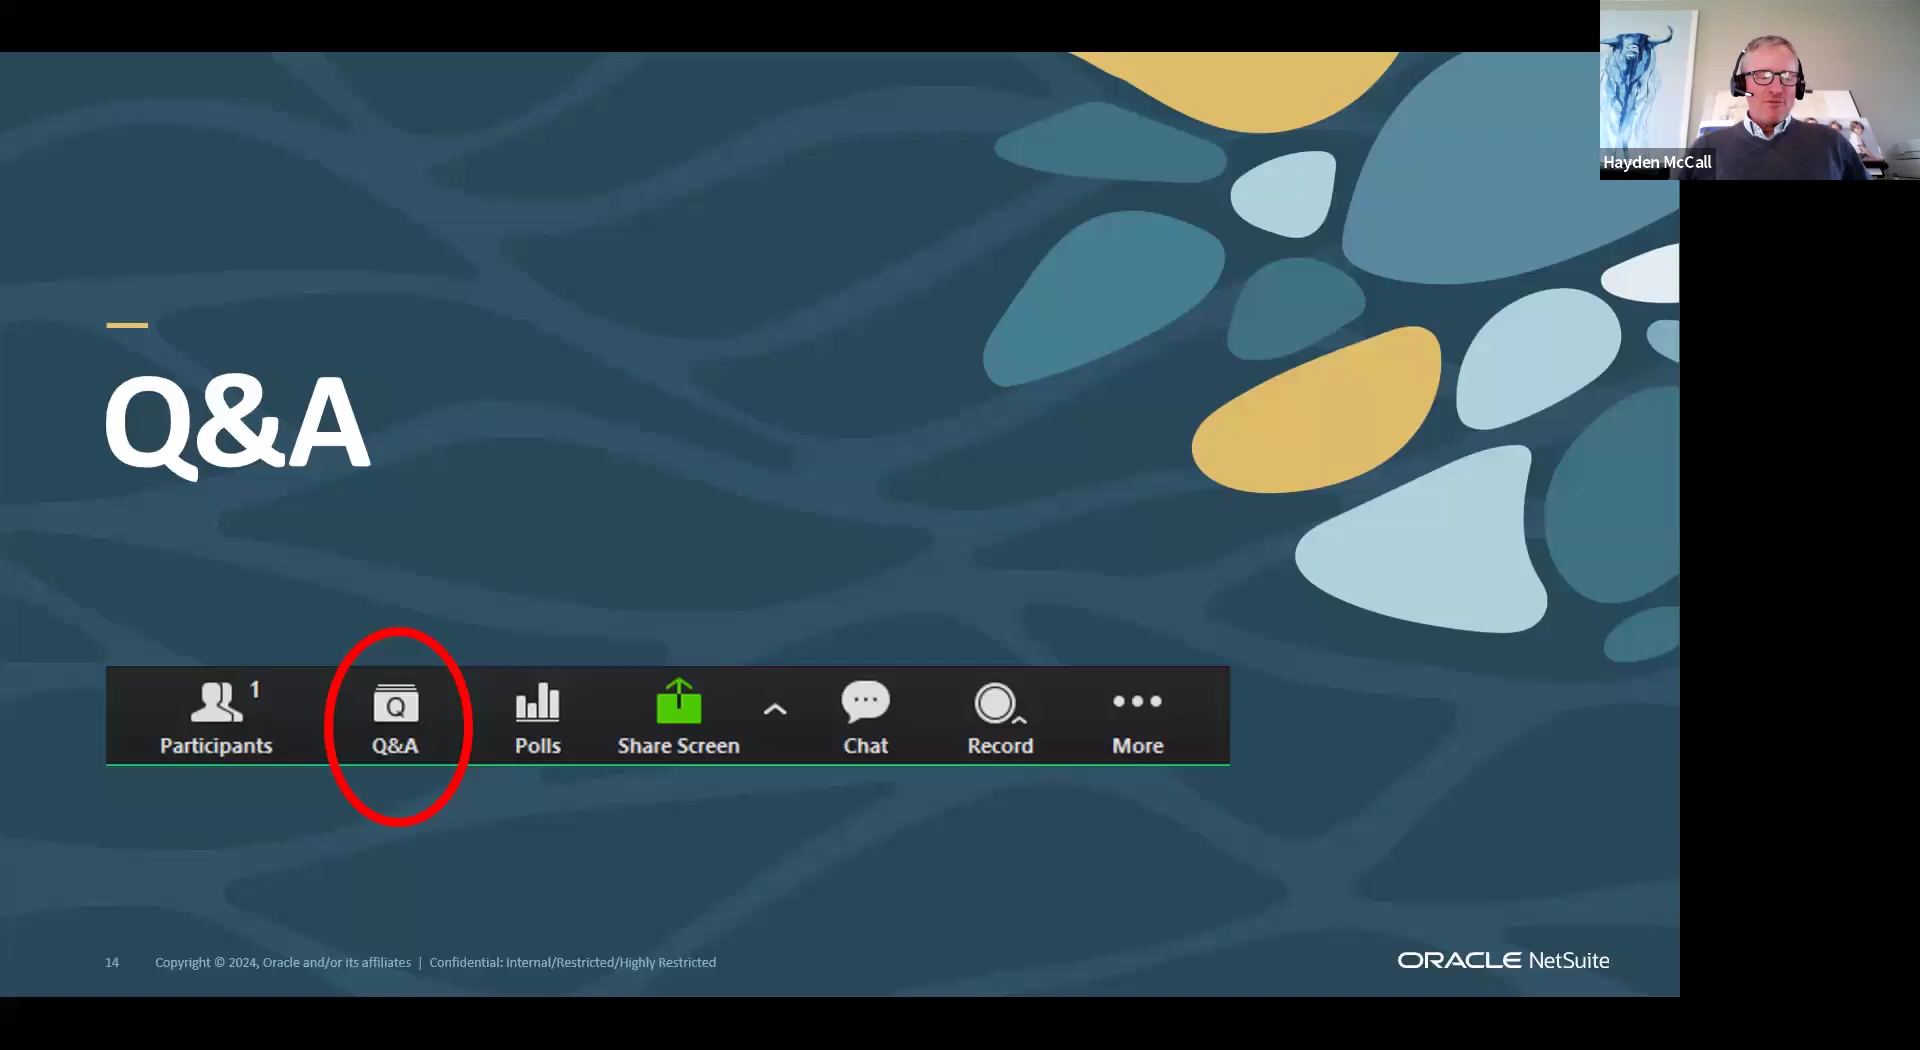 Hayden McCall
Q&A
1
Participants
Q
Q&A
Polls
Share Screen
Chat
Record
More
14 Copyright © 2024, Oracle and/or its affiliates | Confidential: Internal/Restricted/Highly Restricted
ORACLE NetSuite